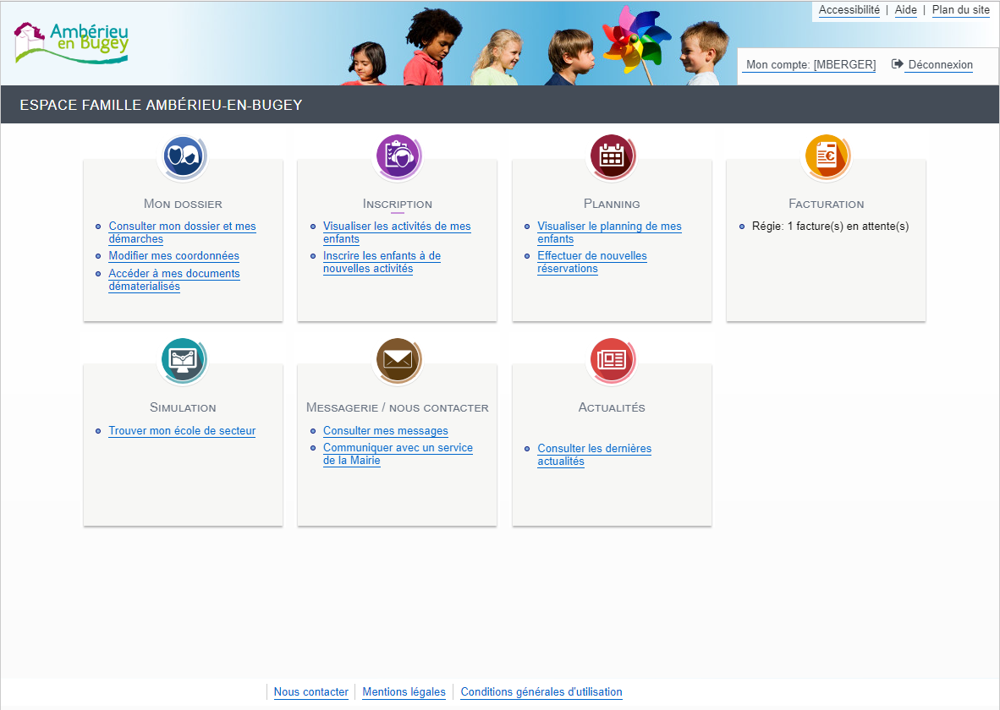 Accessibilité | Aide | Plan du site
Ambérieu
en Bugey
Mon compte: [MBERGER] Déconnexion
ESPACE FAMILLE AMBÉRIEU-EN-BUGEY
Mon dossier
Consulter mon dossier et mes
démarches
Modifier mes coordonnées
Accéder à mes documents
dématerialisés
Inscription
Visualiser les activités de mes
enfants
Inscrire les enfants à de
nouvelles activités
Planning
Visualiser le planning de mes
enfants
Effectuer de nouvelles
réservations
Facturation
Régie: 1 facture(s) en attente(s)
Simulation
Trouver mon école de secteur
Messagerie / nous contacter
Consulter mes messages
Communiquer avec un service
de la Mairie
Actualités
Consulter les dernières
actualités
Nous contacter | Mentions légales | Conditions générales d'utilisation